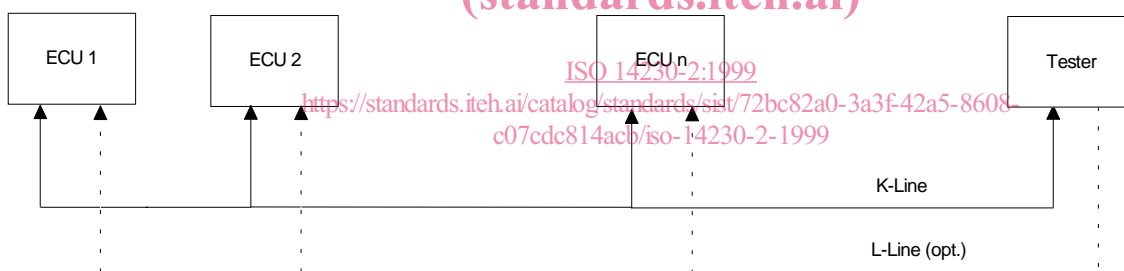 (standards.iteh.ai)
ECU 1
ECU 2
ECU n
Tester
ISO 14230-2:1999
https://standards.iteh.ai/catalog/standards/sist/72bc82a0-3a3f-42a5-8608-
c07cdc814acb/iso-14230-2-1999
K-Line
L-Line (opt.)